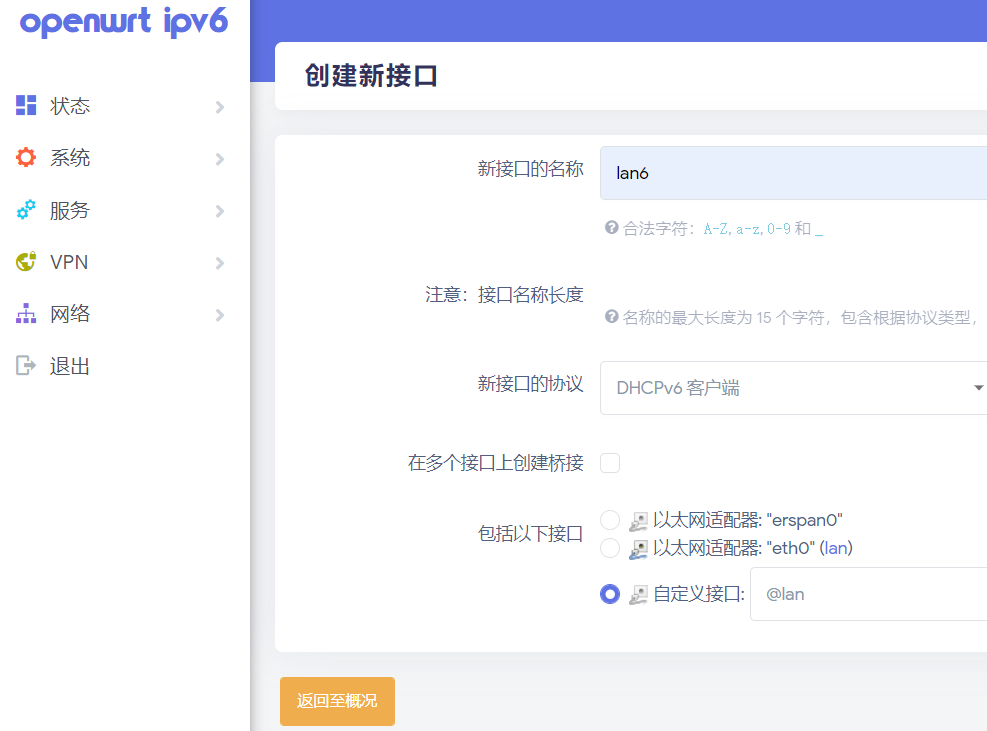 openwrt ipv6
状态
系统
服务
VPN
网络
退出
创建新接口
新接口的名称
lan6
合法字符：A-Z,a-z,0-9 和 _
注意：接口名称长度
名称的最大长度为 15 个字符，包含根据协议类型，
新接口的协议
DHCPv6 客户端
在多个接口上创建桥接
包括以下接口
以太网适配器: "erspan0"
以太网适配器: "eth0" (lan)
自定义接口:
@lan
返回至概况